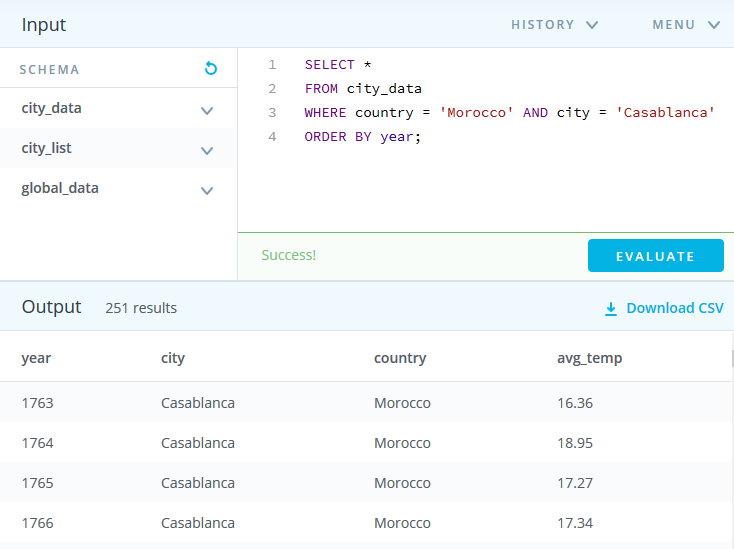 Input
HISTORY MENU
SCHEMA
city_data
city_list
global_data
1 SELECT *
2 FROM city_data
3 WHERE country = 'Morocco' AND city = 'Casablanca'
4 ORDER BY year;
Success!
EVALUATE
Output 251 results Download CSV
year city country avg_temp
1763 Casablanca Morocco 16.36
1764 Casablanca Morocco 18.95
1765 Casablanca Morocco 17.27
1766 Casablanca Morocco 17.34